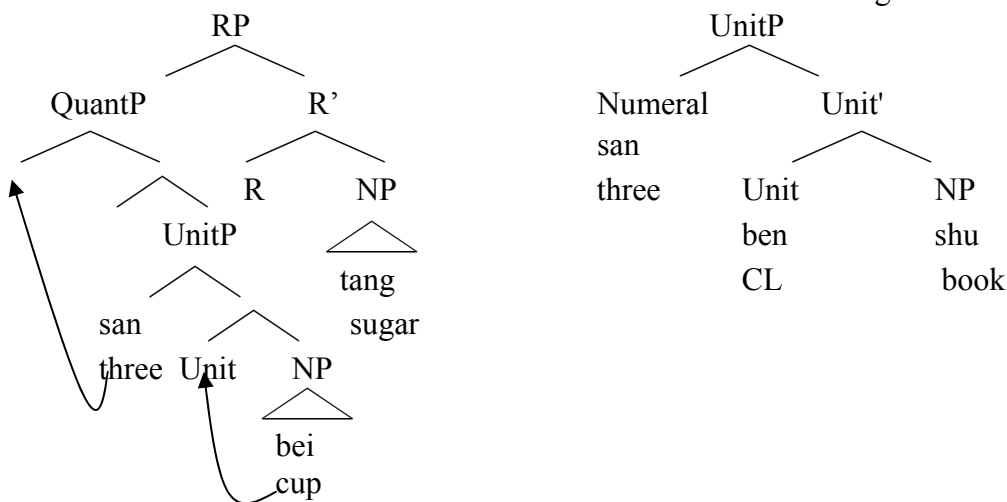 g
RP UnitP
QuantP R’ Numeral Unit'
san
R NP three Unit NP
UnitP ben shu
tang CL book
san sugar
three Unit NP
bei
cup